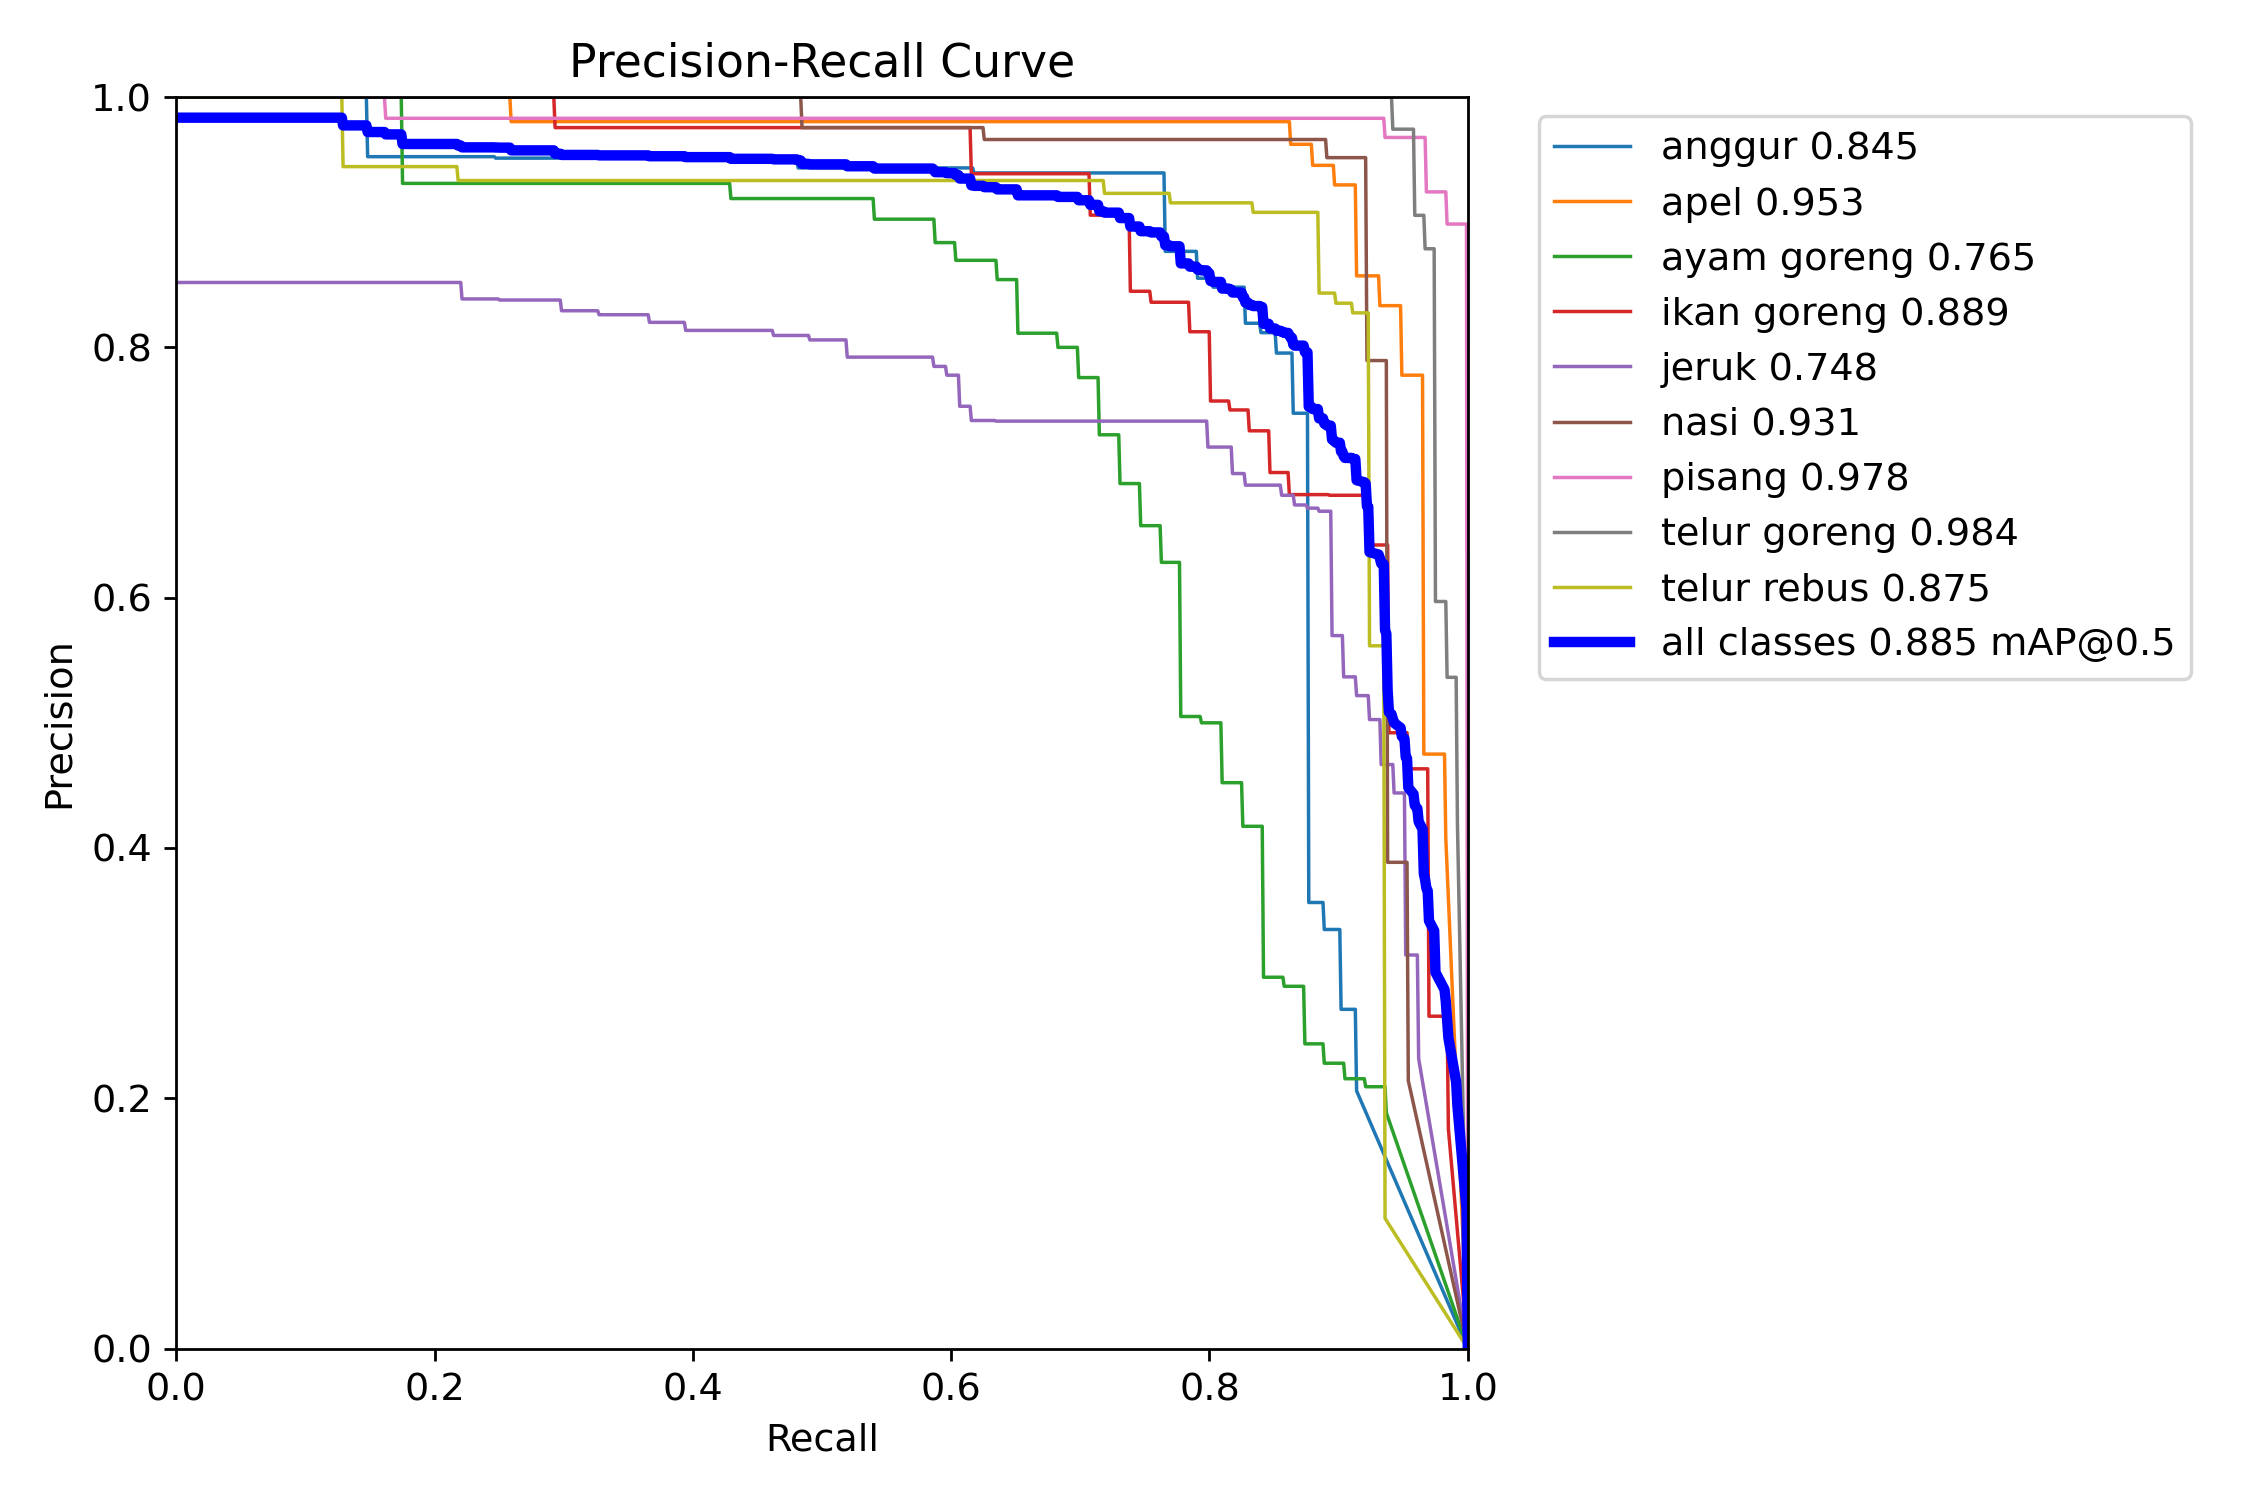 Precision-Recall Curve
1.0
0.8
0.6
0.4
0.2
0.0
Precision
0.0 0.2 0.4 0.6 0.8 1.0
Recall
anggur 0.845
apel 0.953
ayam goreng 0.765
ikan goreng 0.889
jeruk 0.748
nasi 0.931
pisang 0.978
telur goreng 0.984
telur rebus 0.875
all classes 0.885 mAP@0.5